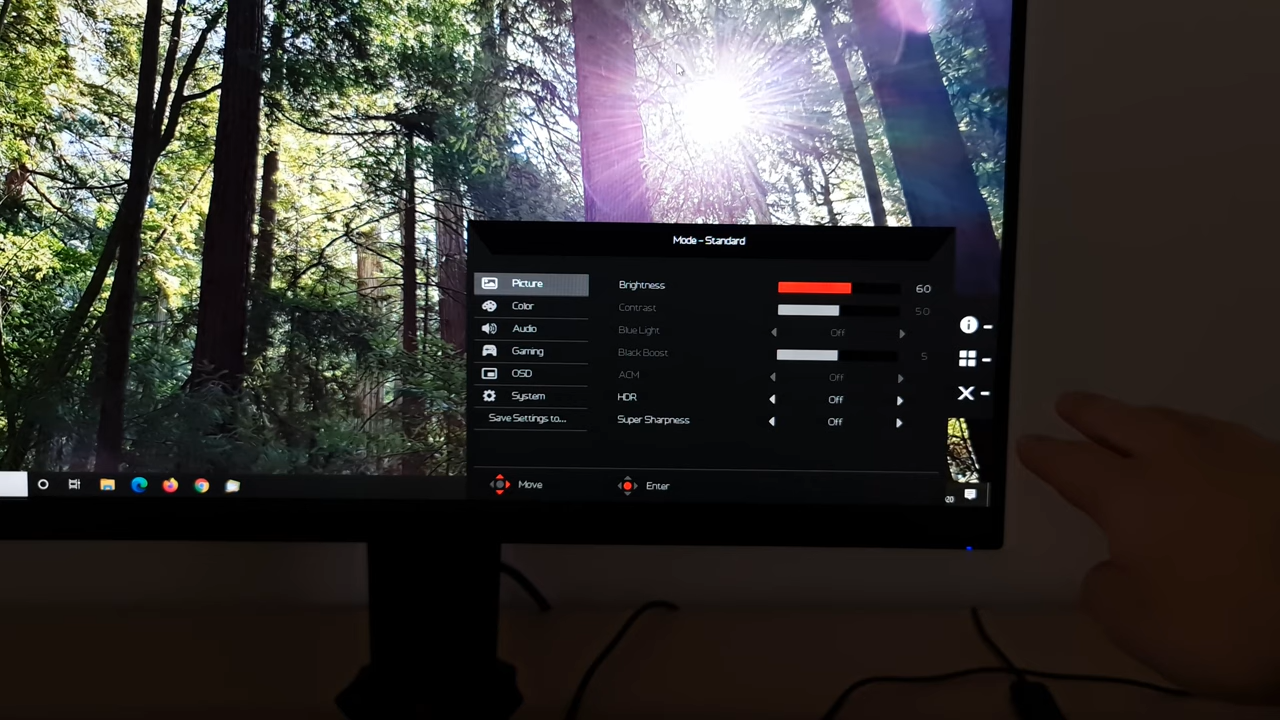 Mode - Standard
Picture
Brightness 60
Color
Contrast 50
Audio
Blue Light Off
Gaming
Black Boost 5
OSD
ACM Off
System
HDR Off
Save Settings to...
Super Sharpness Off
Move
Enter